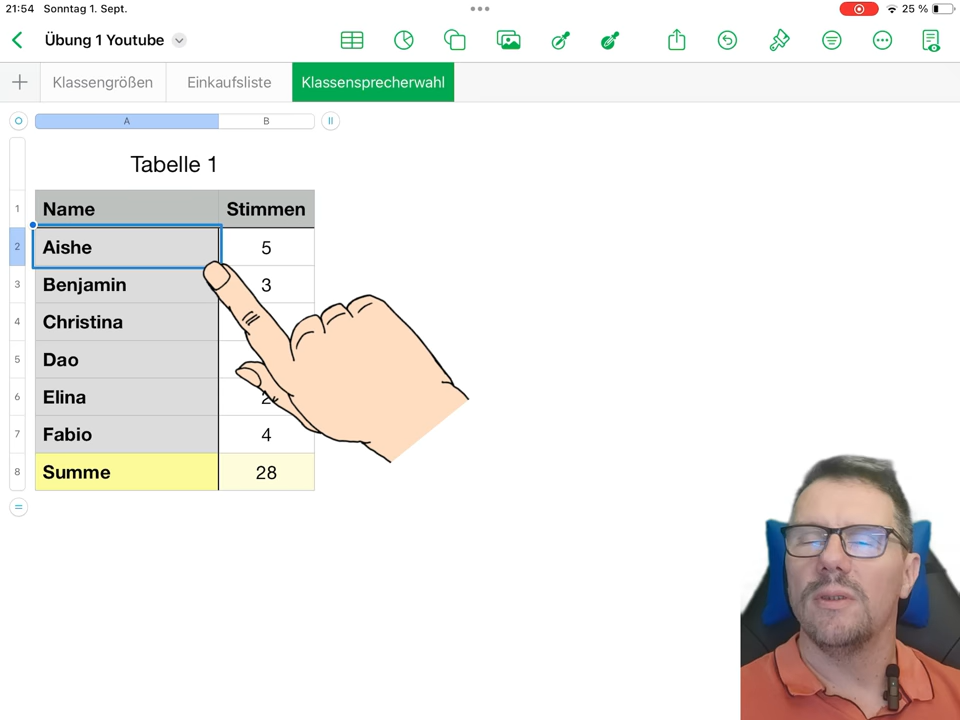 21:54 Sonntag 1. Sept. 25 %
Übung 1 Youtube
Klassengrößen Einkaufsliste Klassensprecherwahl
A B
Tabelle 1
1 Name Stimmen
2 Aishe 5
3 Benjamin 3
4 Christina
5 Dao
6 Elina 2
7 Fabio 4
8 Summe 28